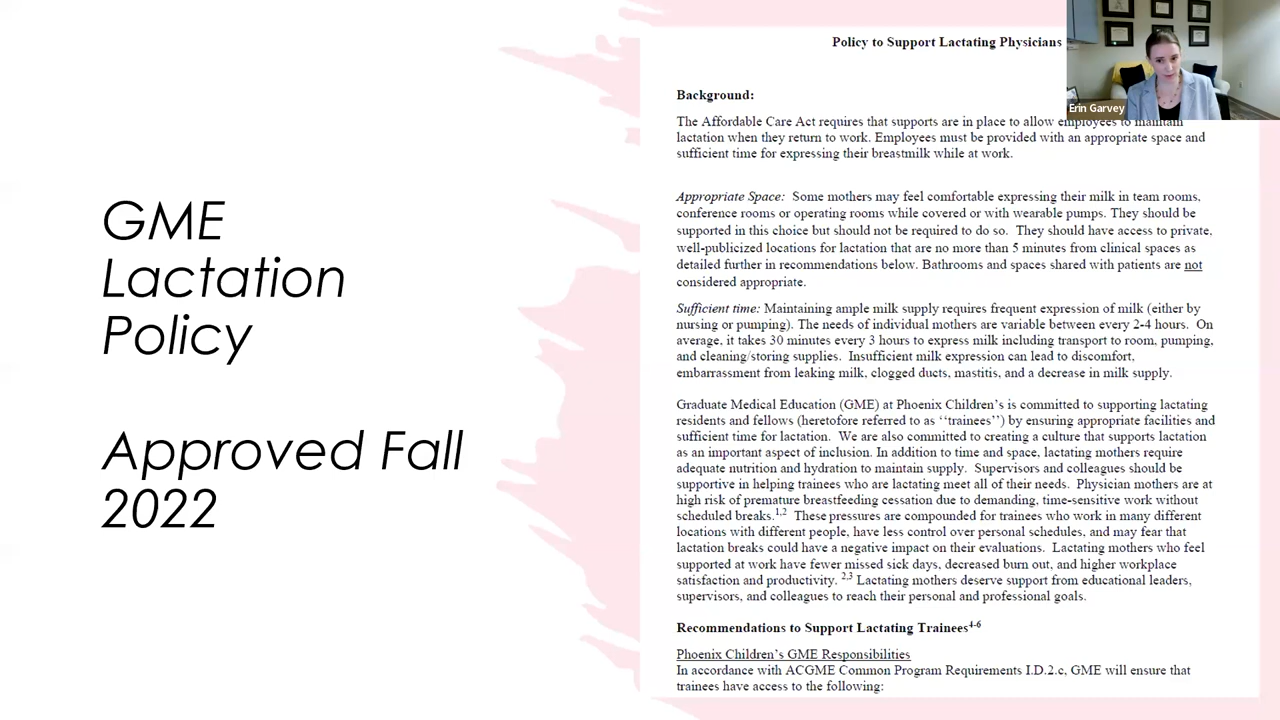 GME
Lactation
Policy
Approved Fall
2022
Policy to Support Lactating Physicians
Erin Garvey
Background:
The Affordable Care Act requires that supports are in place to allow employees to maintain
lactation when they return to work. Employees must be provided with an appropriate space and
sufficient time for expressing their breastmilk while at work.
Appropriate Space: Some mothers may feel comfortable expressing their milk in team rooms,
conference rooms or operating rooms while covered or with wearable pumps. They should be
supported in this choice but should not be required to do so. They should have access to private,
well-publicized locations for lactation that are no more than 5 minutes from clinical spaces as
detailed further in recommendations below. Bathrooms and spaces shared with patients are not
considered appropriate.
Sufficient time: Maintaining ample milk supply requires frequent expression of milk (either by
nursing or pumping). The needs of individual mothers are variable between every 2-4 hours. On
average, it takes 30 minutes every 3 hours to express milk including transport to room, pumping,
and cleaning/storing supplies. Insufficient milk expression can lead to discomfort,
embarrassment from leaking milk, clogged ducts, mastitis, and a decrease in milk supply.
Graduate Medical Education (GME) at Phoenix Children's is committed to supporting lactating
residents and fellows (heretofore referred to as ‘‘trainees’’) by ensuring appropriate facilities and
sufficient time for lactation. We are also committed to creating a culture that supports lactation
as an important aspect of inclusion. In addition to time and space, lactating mothers require
adequate nutrition and hydration to maintain supply. Supervisors and colleagues should be
supportive in helping trainees who are lactating meet all of their needs. Physician mothers are at
high risk of premature breastfeeding cessation due to demanding, time-sensitive work without
scheduled breaks.1,2 These pressures are compounded for trainees who work in many different
locations with different people, have less control over personal schedules, and may fear that
lactation breaks could have a negative impact on their evaluations. Lactating mothers who feel
supported at work have fewer missed sick days, decreased burn out, and higher workplace
satisfaction and productivity. 2,3 Lactating mothers deserve support from educational leaders,
supervisors, and colleagues to reach their personal and professional goals.
Recommendations to Support Lactating Trainees4-6
Phoenix Children's GME Responsibilities
In accordance with ACGME Common Program Requirements I.D.2.c, GME will ensure that
trainees have access to the following: